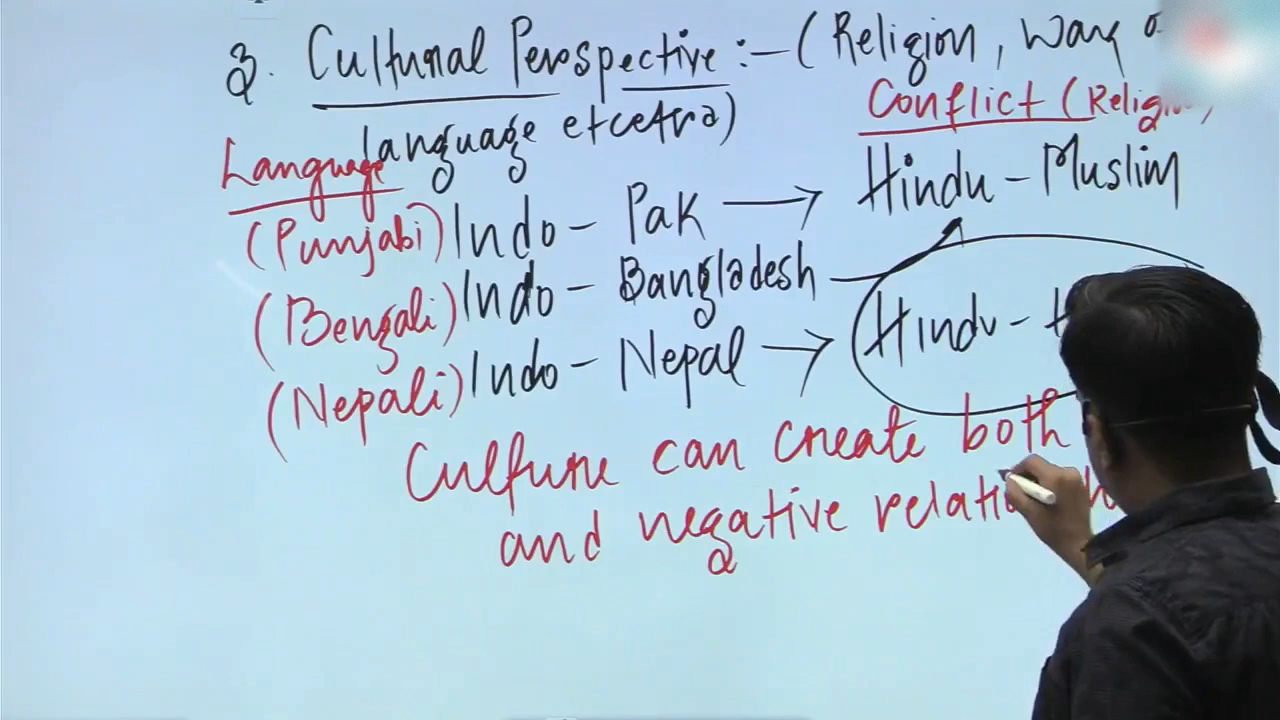 3. Cultural Perspective :- ( Religion, Way o
language etcetra)
Conflict (Relig
Language
Hindu - Muslim
(Punjabi) Indo - Pak →
(Bengali) Indo - Bangladesh
(Nepali) Indo - Nepal → Hindu - H
Culture can create both
and negative relati